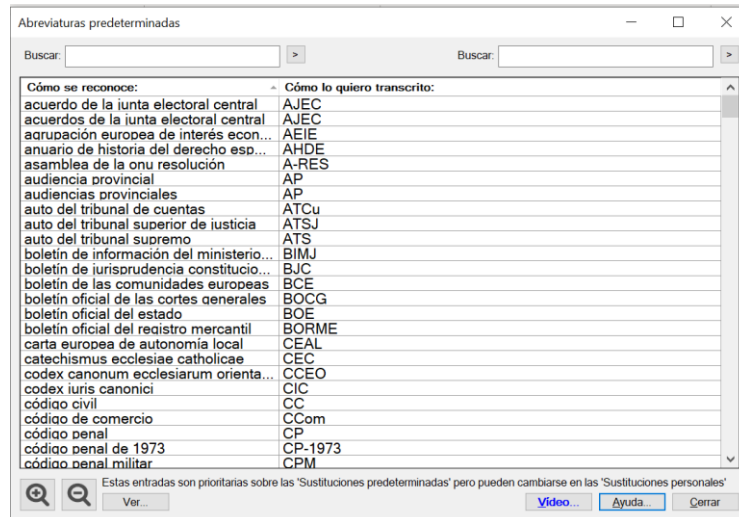 Abreviaturas predeterminadas
Buscar: > Buscar: >
Cómo se reconoce: Cómo lo quiero transcrito:
acuerdo de la junta electoral central AJEC
acuerdos de la junta electoral central AJEC
agrupación europea de interés econ... AEIE
anuario de historia del derecho esp... AHDE
asamblea de la onu resolución A-RES
audiencia provincial AP
audiencias provinciales AP
auto del tribunal de cuentas ATCu
auto del tribunal superior de justicia ATSJ
auto del tribunal supremo ATS
boletín de información del ministerio... BIMJ
boletín de jurisprudencia constitucio... BJC
boletín de las comunidades europeas BCE
boletín oficial de las cortes generales BOCG
boletín oficial del estado BOE
boletín oficial del registro mercantil BORME
carta europea de autonomía local CEAL
catechismus ecclesiae catholicae CEC
codex canonum ecclesiarum orienta... CCEO
codex iuris canonici CIC
código civil CC
código de comercio CCom
código penal CP
código penal de 1973 CP-1973
código penal militar CPM
Estas entradas son prioritarias sobre las 'Sustituciones predeterminadas' pero pueden cambiarse en las 'Sustituciones personales'
Ver... Vídeo... Ayuda... Cerrar